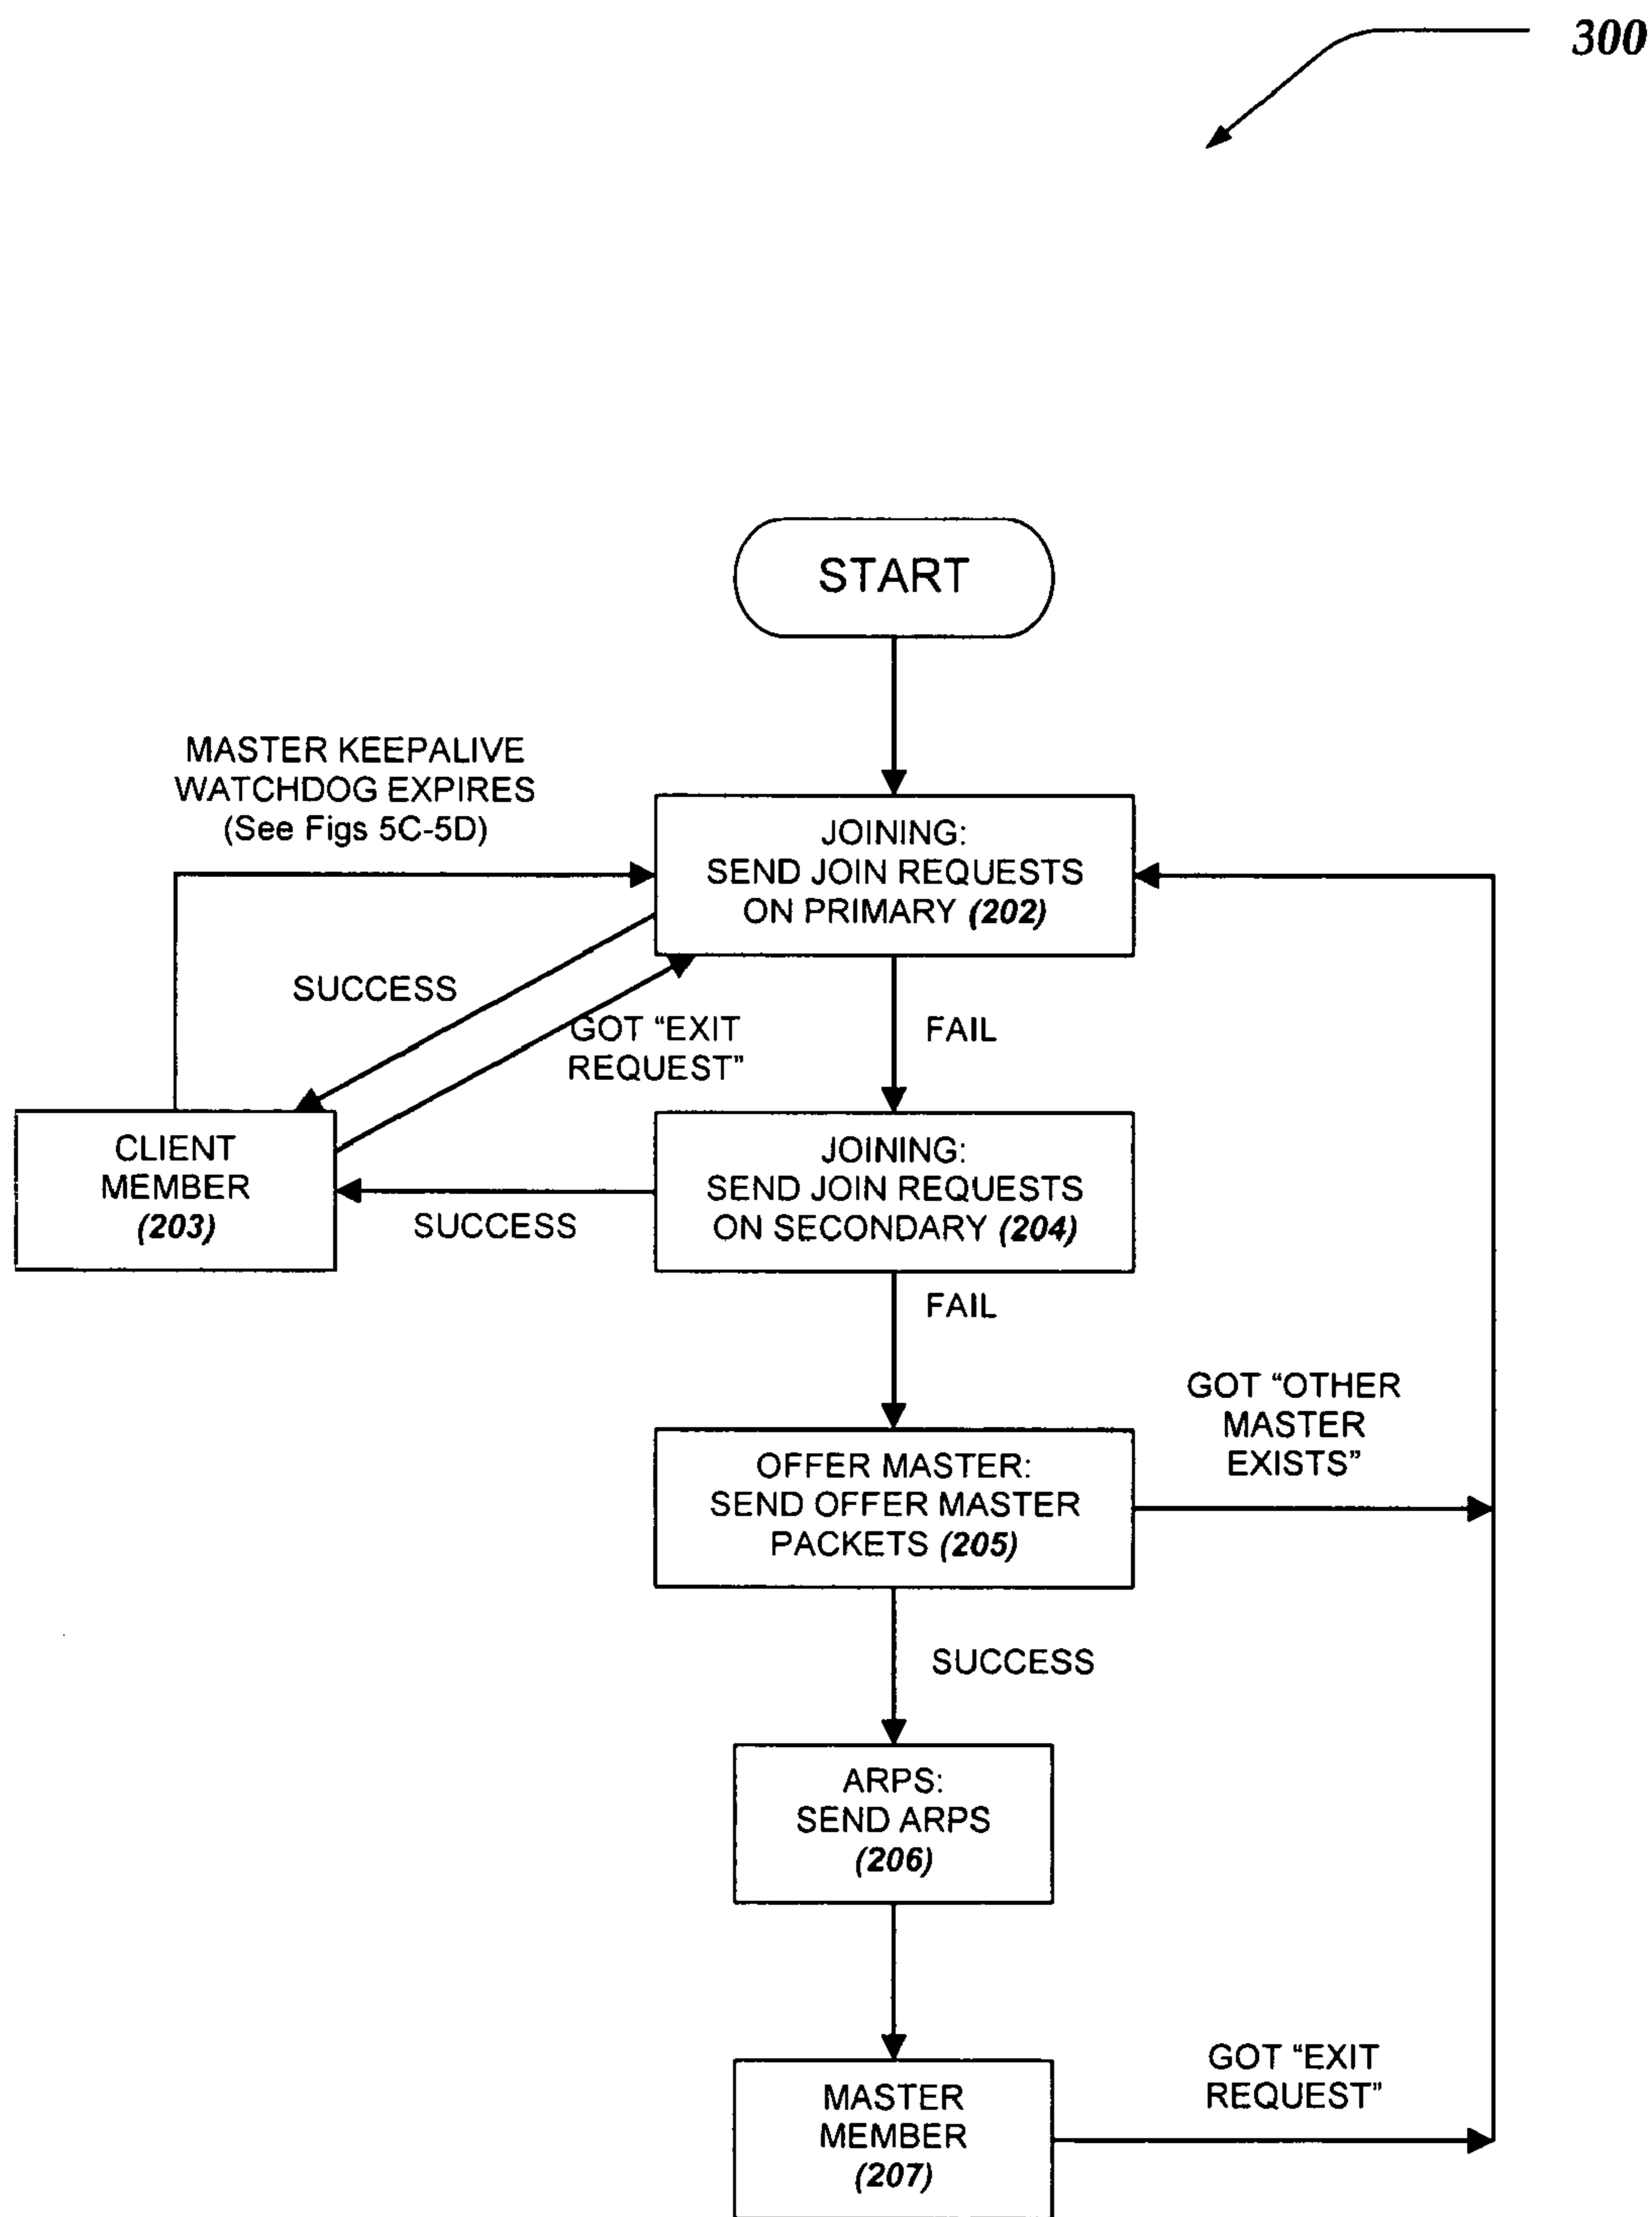 300
START
MASTER KEEPALIVE
WATCHDOG EXPIRES
(See Figs 5C-5D)
JOINING:
SEND JOIN REQUESTS
ON PRIMARY (202)
SUCCESS
GOT “EXIT
REQUEST”
FAIL
CLIENT
MEMBER
(203)
JOINING:
SEND JOIN REQUESTS
ON SECONDARY (204)
SUCCESS
FAIL
GOT “OTHER
MASTER
EXISTS”
OFFER MASTER:
SEND OFFER MASTER
PACKETS (205)
SUCCESS
ARPS:
SEND ARPS
(206)
GOT “EXIT
REQUEST”
MASTER
MEMBER
(207)